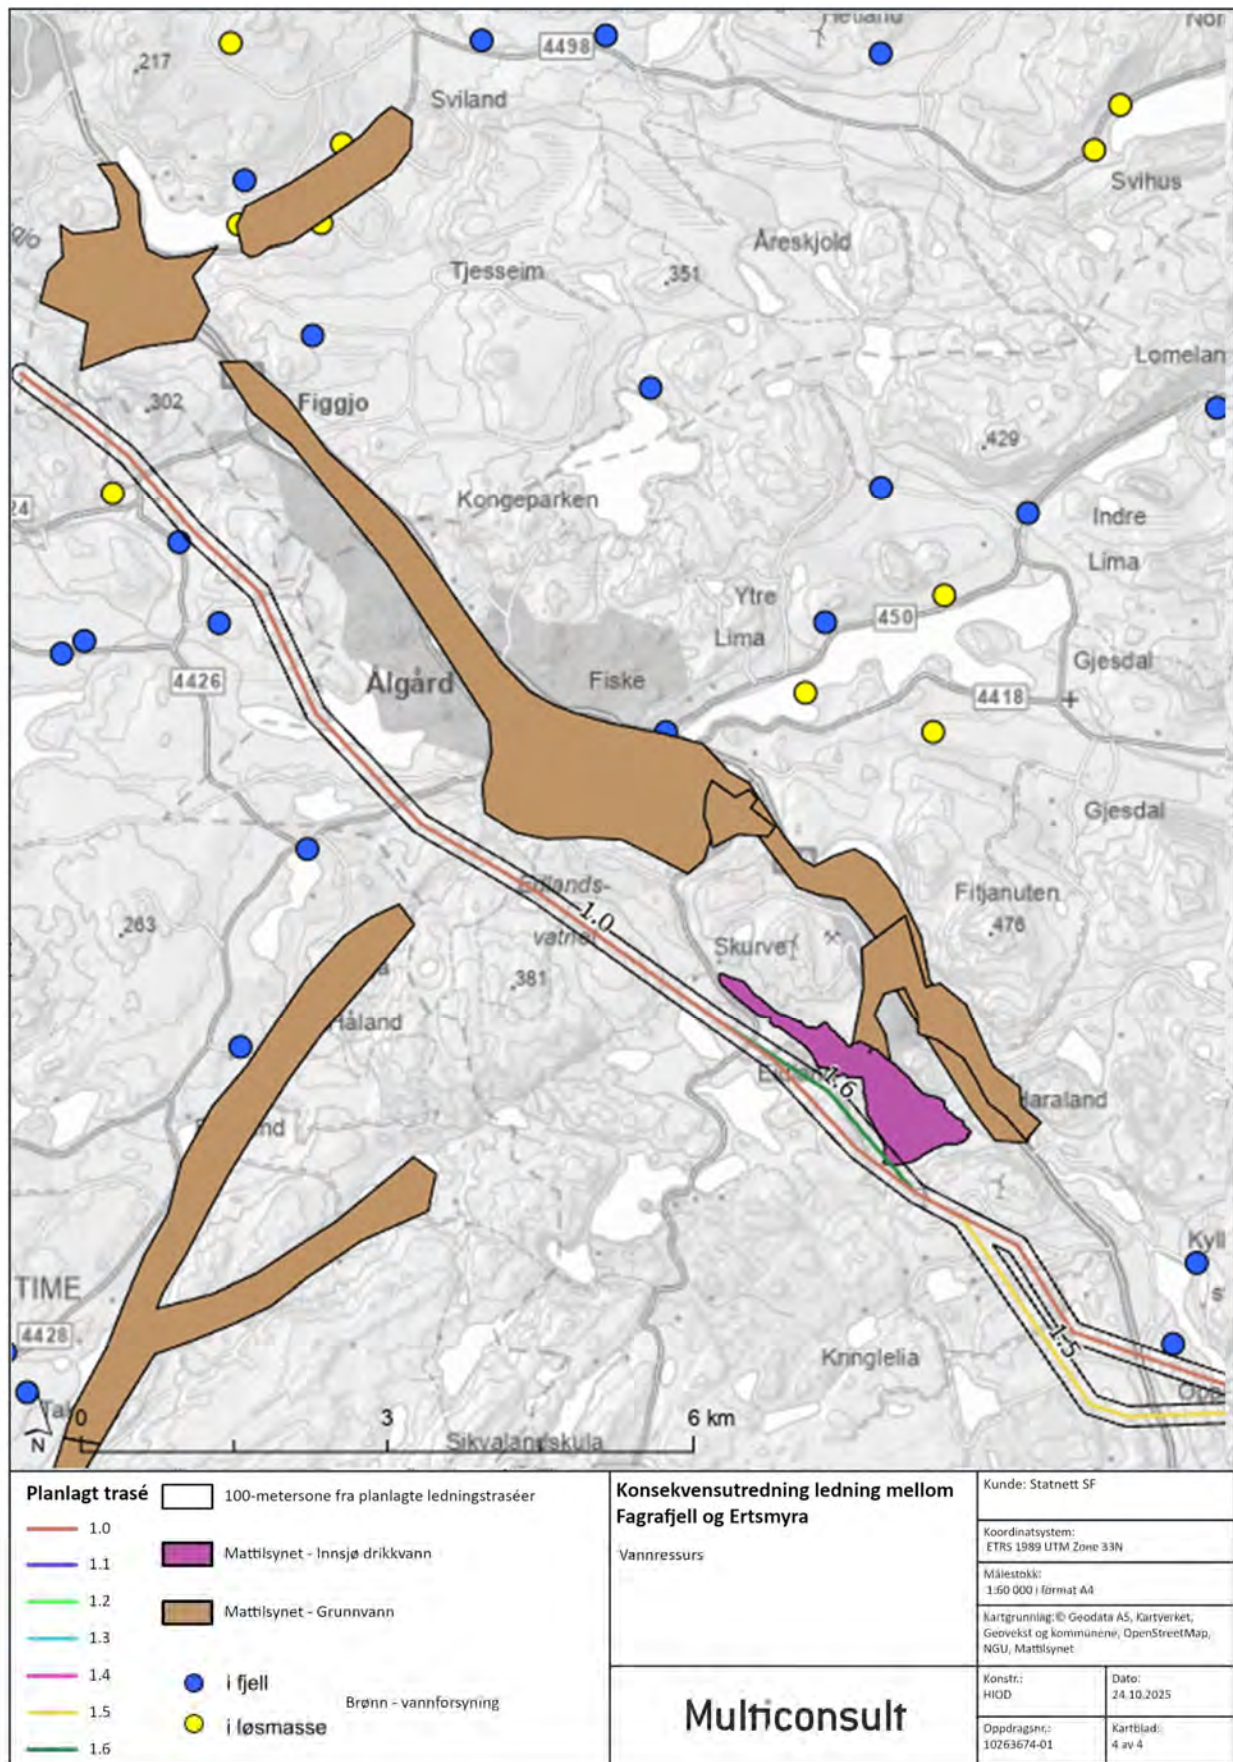 Hetland
4498
217
Sviland
Svihus
Åreskjold
Tjesseim
351
Lomelan
302
Figgjo
429
Kongeparken
24
Indre
Lima
Ytre
Lima
450
Gjesdal
4426
Ålgård
Fiske
4418
Gjesdal
Edlands-
vatnet
1.0
Fitjanuten
476
263
Skurve
381
Håland
1.6
Haraland
TIME
4428
Kyll
1.5
Kringlelia
0
3
6 km
N
Sikvalandskula
Planlagt trasé
1.0
1.1
1.2
1.3
1.4
1.5
1.6
100-metersone fra planlagte ledningstraséer
Mattilsynet - Innsjø drikkvann
Mattilsynet - Grunnvann
i fjell
Brønn - vannforsyning
i løsmasse
Konsekvensutredning ledning mellom
Fagrafjell og Ertsmyra
Vannressurs
Multiconsult
Kunde: Statnett SF
Koordinatsystem:
ETRS 1989 UTM Zone 33N
Målestokk:
1:60 000 i format A4
Kartgrunnlag:© Geodata AS, Kartverket,
Geovekst og kommunene, OpenStreetMap,
NGU, Mattilsynet
Konstr.:
HIOD
Dato:
24.10.2025
Oppdragsnr.:
10263674-01
Kartblad:
4 av 4